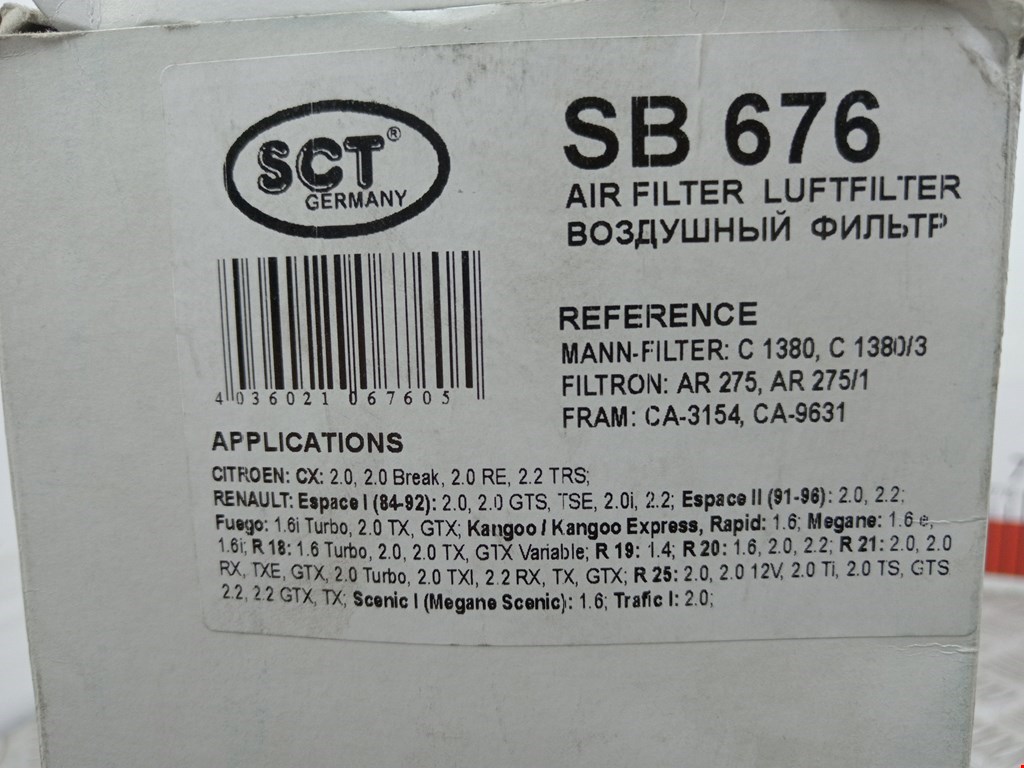 SCT®
GERMANY
SB 676
AIR FILTER LUFTFILTER
ВОЗДУШНЫЙ ФИЛЬТР
4 036021 067605
REFERENCE
MANN-FILTER: C 1380, C 1380/3
FILTRON: AR 275, AR 275/1
FRAM: CA-3154, CA-9631
APPLICATIONS
CITROEN: CX: 2.0, 2.0 Break, 2.0 RE, 2.2 TRS;
RENAULT: Espace I (84-92): 2.0, 2.0 GTS, TSE, 2.0i, 2.2; Espace II (91-96): 2.0, 2.2;
Fuego: 1.6i Turbo, 2.0 TX, GTX; Kangoo / Kangoo Express, Rapid: 1.6; Megane: 1.6 e,
1.6i; R 18: 1.6 Turbo, 2.0, 2.0 TX, GTX Variable; R 19: 1.4; R 20: 1.6, 2.0, 2.2; R 21: 2.0, 2.0
RX, TXE, GTX, 2.0 Turbo, 2.0 TXI, 2.2 RX, TX, GTX; R 25: 2.0, 2.0 12V, 2.0 Ti, 2.0 TS, GTS
2.2, 2.2 GTX, TX; Scenic I (Megane Scenic): 1.6; Trafic I: 2.0;